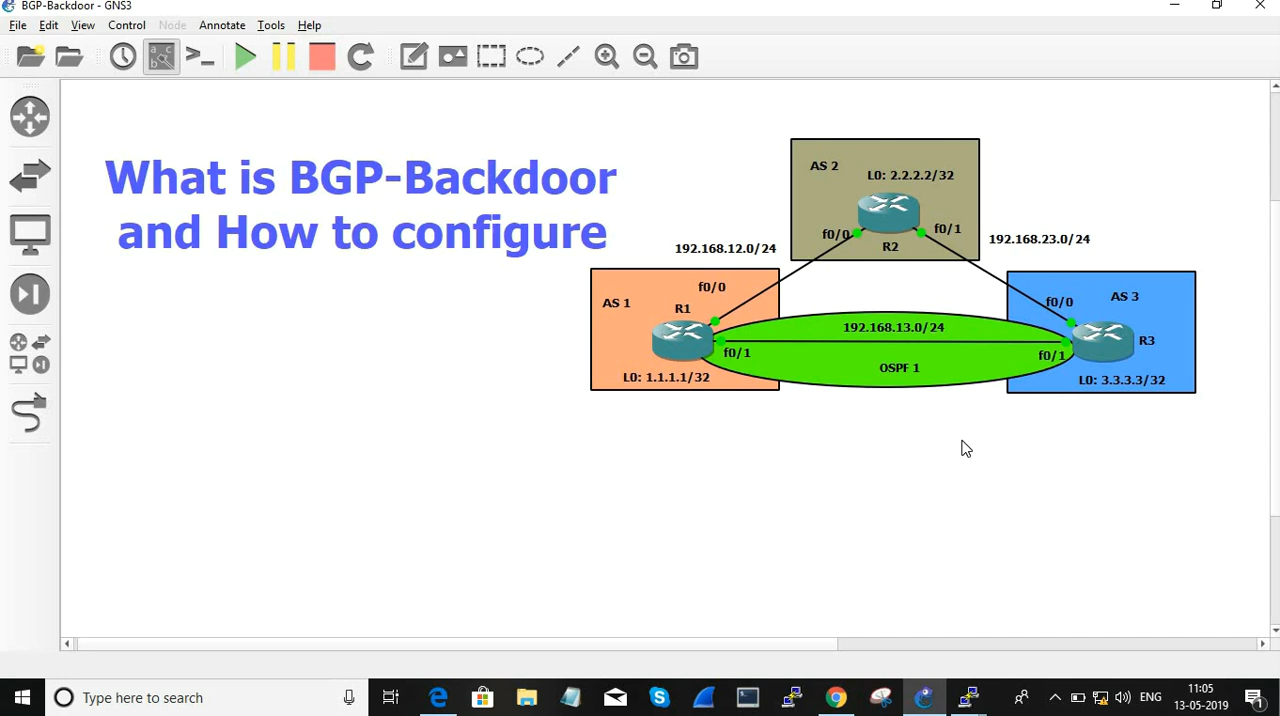 BGP-Backdoor - GNS3
File Edit View Control Node Annotate Tools Help
What is BGP-Backdoor
and How to configure
AS 2
L0: 2.2.2.2/32
f0/0
f0/1
R2
192.168.12.0/24
192.168.23.0/24
AS 1
f0/0
R1
f0/1
L0: 1.1.1.1/32
192.168.13.0/24
OSPF 1
AS 3
f0/0
R3
f0/1
L0: 3.3.3.3/32
Type here to search
ENG
11:05
13-05-2019